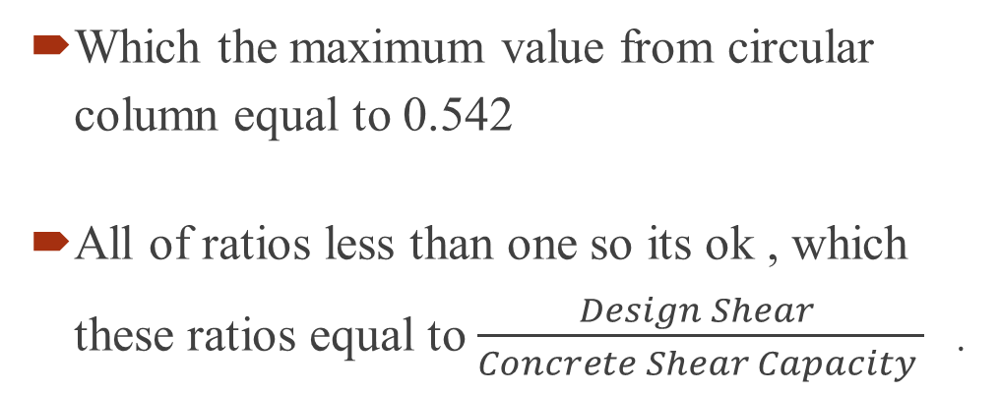 Which the maximum value from circular
column equal to 0.542
All of ratios less than one so its ok , which
these ratios equal to Design Shear / Concrete Shear Capacity .